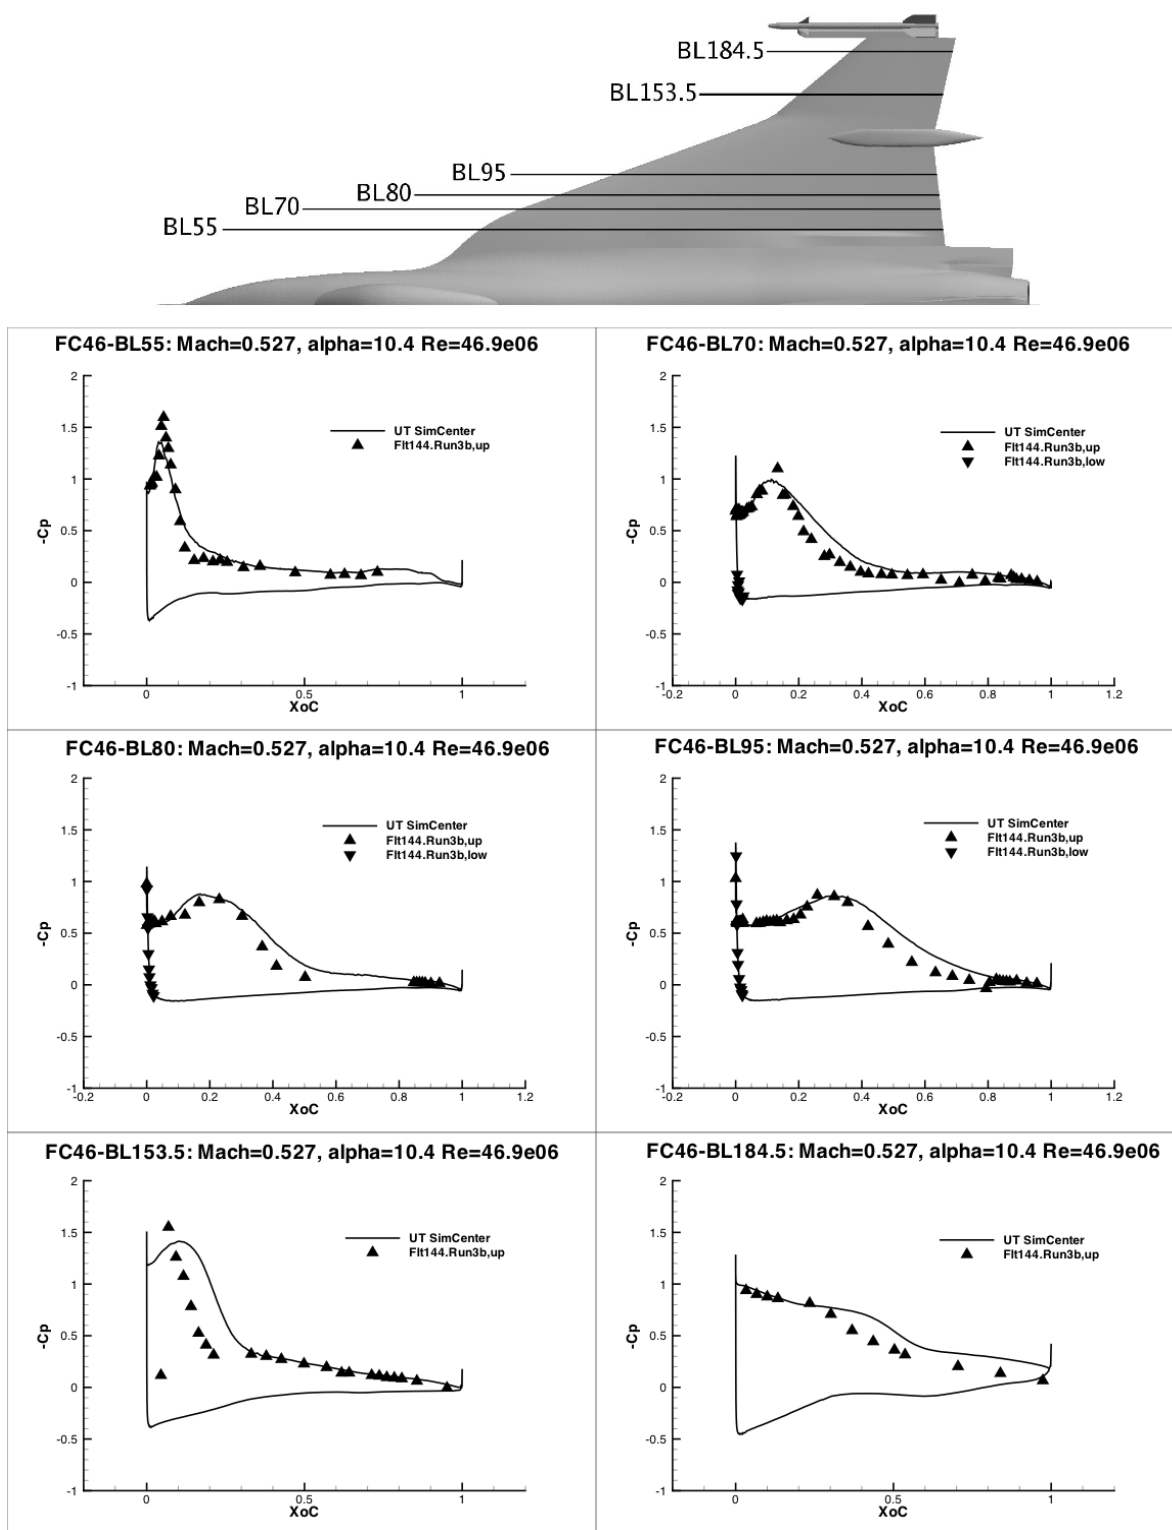 BL184.5
BL153.5
BL95
BL80
BL70
BL55
FC46-BL55: Mach=0.527, alpha=10.4 Re=46.9e06
2
1.5
1
0.5
0
-0.5
-1
-Cp
UT SimCenter
Flt144.Run3b,up
0
0.5
1
XoC
FC46-BL70: Mach=0.527, alpha=10.4 Re=46.9e06
2
1.5
1
0.5
0
-0.5
-1
-Cp
UT SimCenter
Flt144.Run3b,up
Flt144.Run3b,low
-0.2
0
0.2
0.4
0.6
0.8
1
1.2
XoC
FC46-BL80: Mach=0.527, alpha=10.4 Re=46.9e06
2
1.5
1
0.5
0
-0.5
-1
-Cp
UT SimCenter
Flt144.Run3b,up
Flt144.Run3b,low
-0.2
0
0.2
0.4
0.6
0.8
1
XoC
FC46-BL95: Mach=0.527, alpha=10.4 Re=46.9e06
2
1.5
1
0.5
0
-0.5
-1
-Cp
UT SimCenter
Flt144.Run3b,up
Flt144.Run3b,low
-0.2
0
0.2
0.4
0.6
0.8
1
1.2
XoC
FC46-BL153.5: Mach=0.527, alpha=10.4 Re=46.9e06
2
1.5
1
0.5
0
-0.5
-1
-Cp
UT SimCenter
Flt144.Run3b,up
0
0.5
1
XoC
FC46-BL184.5: Mach=0.527, alpha=10.4 Re=46.9e06
2
1.5
1
0.5
0
-0.5
-1
-Cp
UT SimCenter
Flt144.Run3b,up
0
0.5
1
XoC